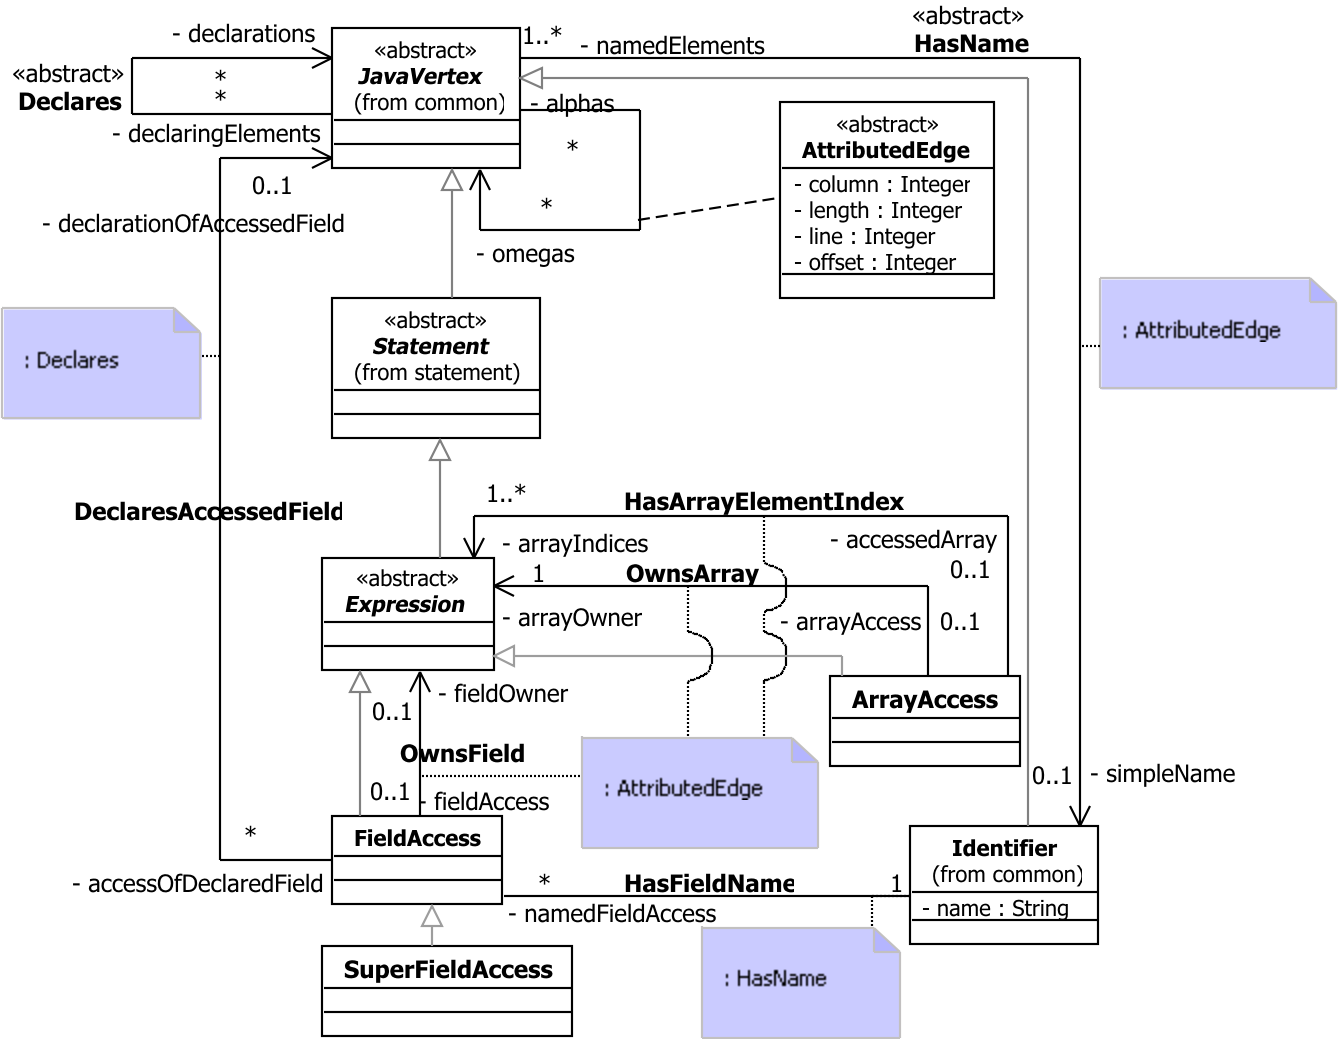 «abstract»
HasName
- declarations
«abstract»
JavaVertex
(from common)
1..*
- namedElements
«abstract»
Declares
*
*
- alphas
- declaringElements
*
«abstract»
AttributedEdge
- column : Integer
- length : Integer
- line : Integer
- offset : Integer
0..1
*
- declarationOfAccessedField
- omegas
: Declares
«abstract»
Statement
(from statement)
: AttributedEdge
DeclaresAccessedField
1..*
HasArrayElementIndex
- arrayIndices
- accessedArray
0..1
«abstract»
Expression
1
OwnsArray
- arrayOwner
- arrayAccess
0..1
- fieldOwner
0..1
ArrayAccess
OwnsField
0..1
- fieldAccess
: AttributedEdge
0..1
- simpleName
*
FieldAccess
Identifier
(from common)
- name : String
- accessOfDeclaredField
*
HasFieldName
1
- namedFieldAccess
SuperFieldAccess
: HasName